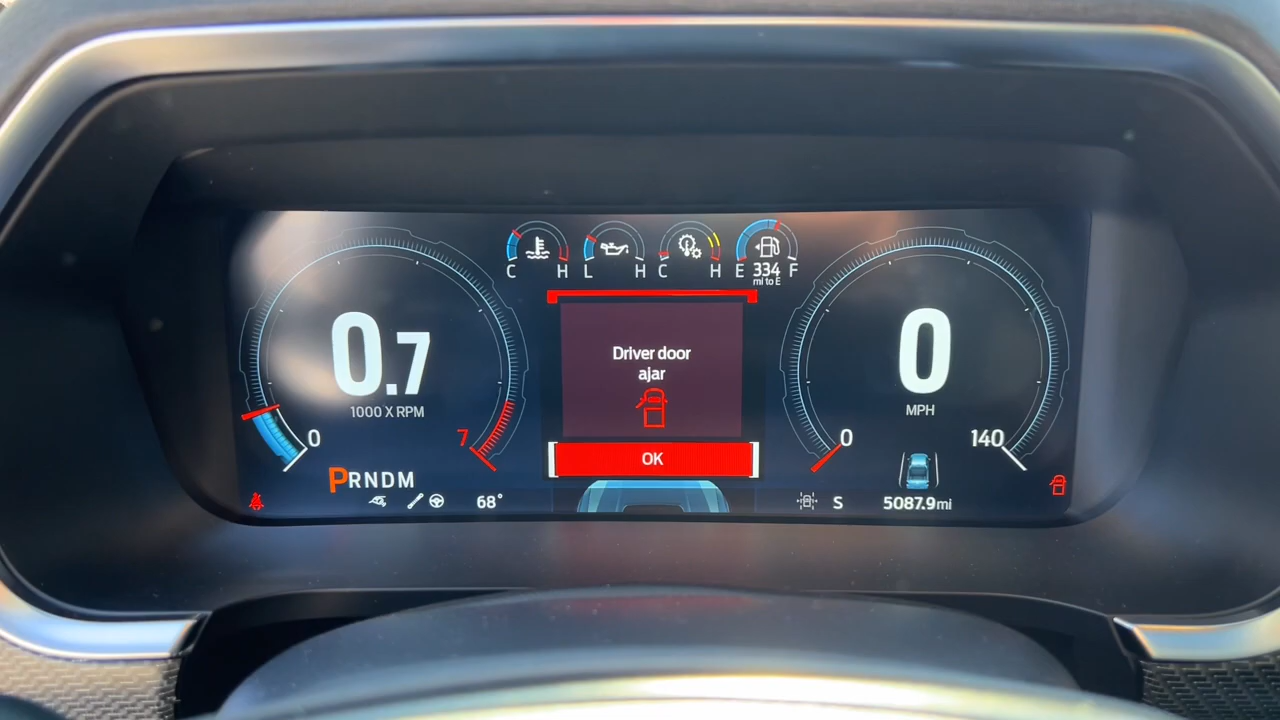 C H L H C H E 334 F
mi to E
0.7
1000 X RPM
0
7
PRNDM
68°
Driver door
ajar
OK
0
MPH
0
140
S
5087.9mi